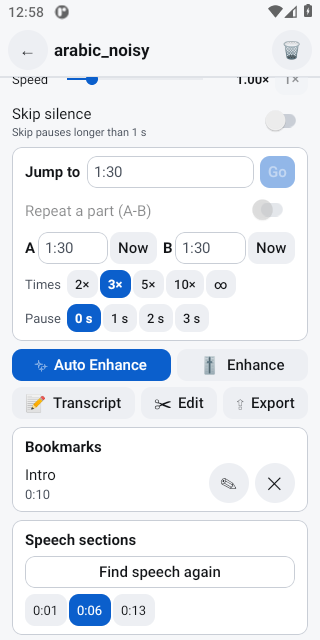 12:58
arabic_noisy
Speed 1.00× 1×
Skip silence
Skip pauses longer than 1 s
Jump to 1:30 Go
Repeat a part (A-B)
A 1:30 Now B 1:30 Now
Times 2× 3× 5× 10× ∞
Pause 0 s 1 s 2 s 3 s
Auto Enhance Enhance
Transcript Edit Export
Bookmarks
Intro
0:10
Speech sections
Find speech again
0:01 0:06 0:13